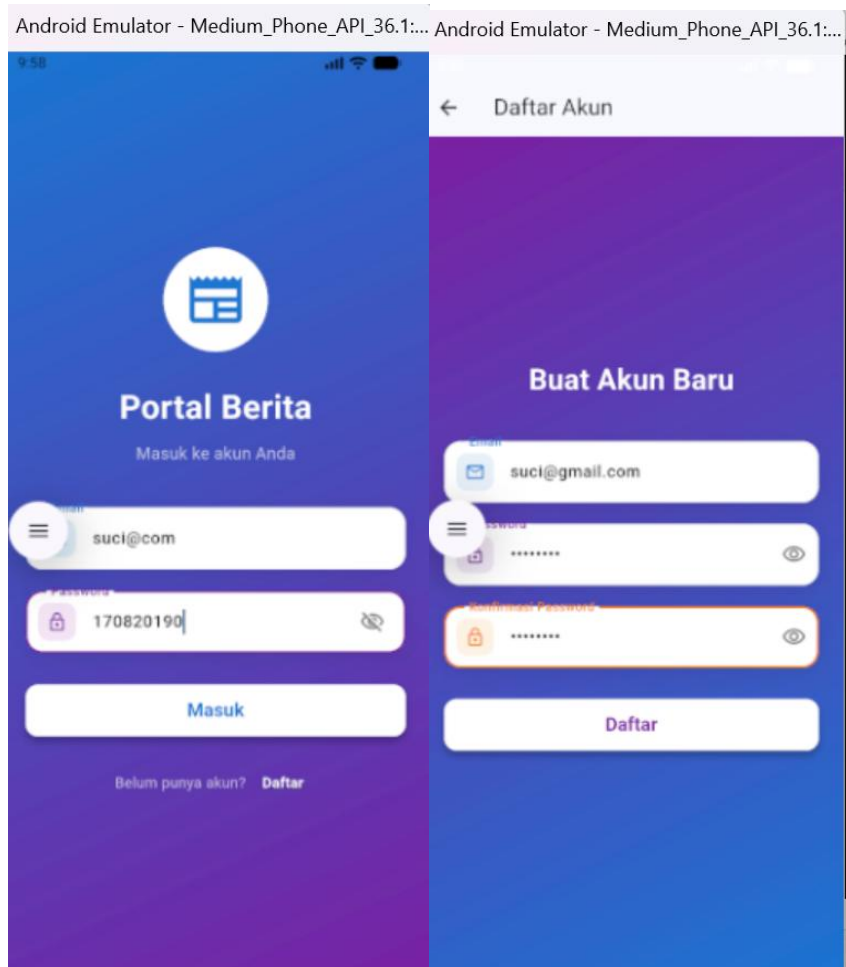 Android Emulator - Medium_Phone_API_36.1:...
9:58
Portal Berita
Masuk ke akun Anda
suci@com
Password
170820190
Masuk
Belum punya akun? Daftar
Android Emulator - Medium_Phone_API_36.1:...
Daftar Akun
Buat Akun Baru
Email
suci@gmail.com
••••••••
Konfirmasi Password
••••••••
Daftar